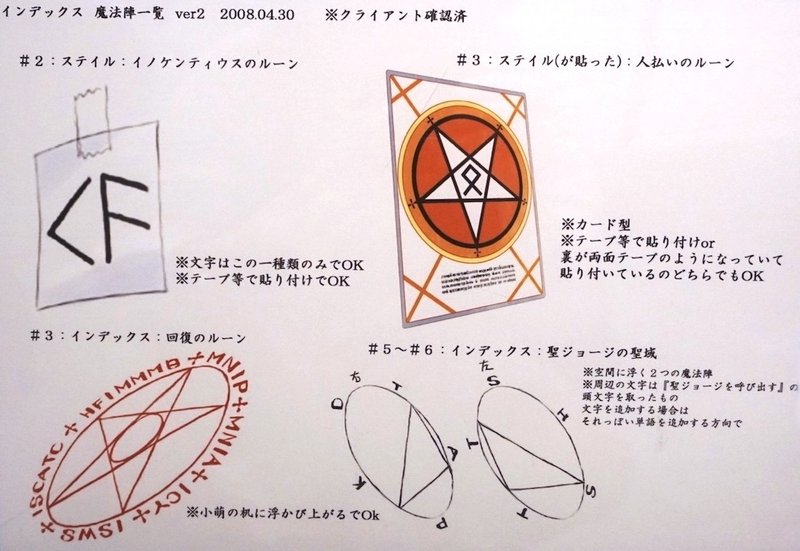 インデックス 魔法陣一覧 ver2 2008.04.30 ※クライアント確認済
#2:ステイル:イノケンティウスのルーン
#3:ステイル(が貼った):人払いのルーン
※文字はこの一種類のみでOK
※テープ等で貼り付けでOK
※カード型
※テープ等で貼り付けor
裏が両面テープのようになっていて
貼り付いているのどちらでもOK
#3:インデックス:回復のルーン
ISCATC + HFIMMMB + MNIP + MNIA + ICY + ISWS +
※小萌の机に浮かび上がるでOk
#5〜#6:インデックス:聖ジョージの聖域
※空間に浮く2つの魔法陣
※周辺の文字は『聖ジョージを呼び出す』の
頭文字を取ったもの
文字を追加する場合は
それっぽい単語を追加する方向で
右
D
I
A
P
左
S
H
S
T
I